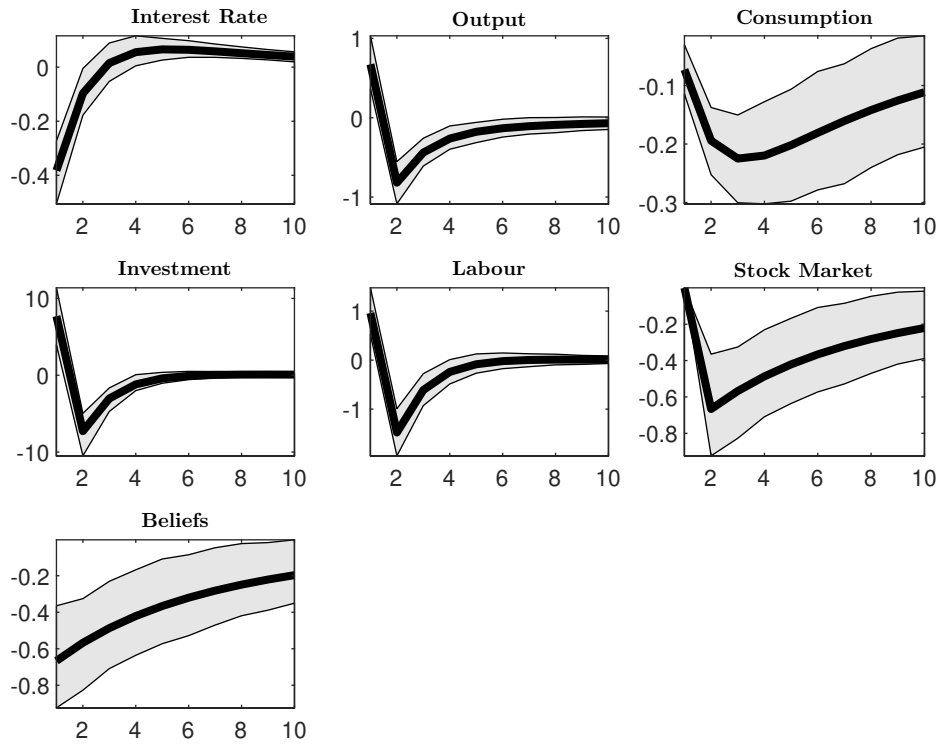 Interest Rate
0
-0.2
-0.4
2 4 6 8 10
Output
1
0
-1
2 4 6 8 10
Consumption
-0.1
-0.2
-0.3
2 4 6 8 10
Investment
10
0
-10
2 4 6 8 10
Labour
1
0
-1
2 4 6 8 10
Stock Market
-0.2
-0.4
-0.6
-0.8
2 4 6 8 10
Beliefs
-0.2
-0.4
-0.6
-0.8
2 4 6 8 10